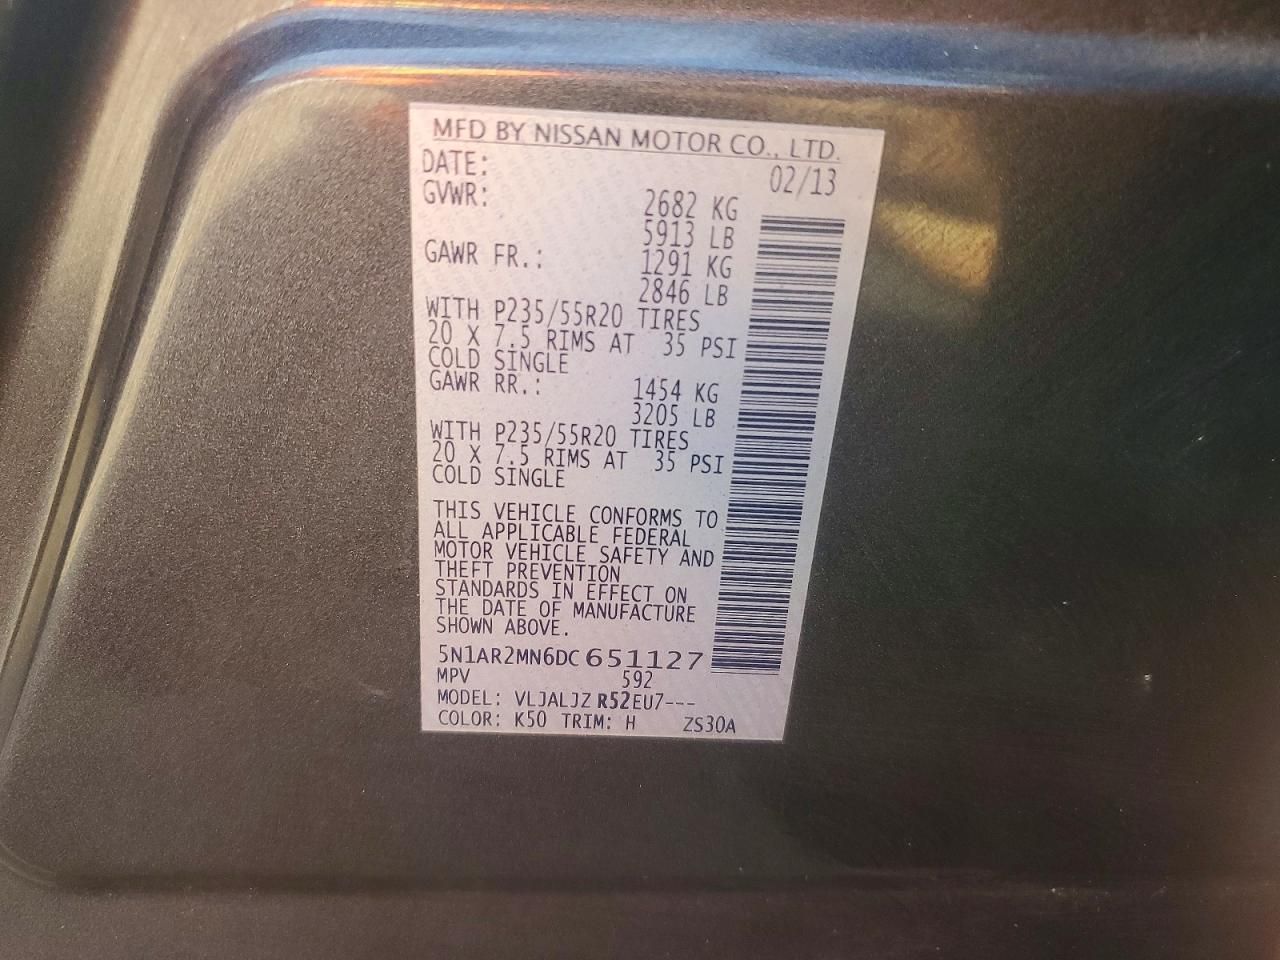 MFD BY NISSAN MOTOR CO., LTD.
DATE: 02/13
GVWR: 2682 KG
5913 LB
GAWR FR.: 1291 KG
2846 LB
WITH P235/55R20 TIRES
20 X 7.5 RIMS AT 35 PSI
COLD SINGLE
GAWR RR.: 1454 KG
3205 LB
WITH P235/55R20 TIRES
20 X 7.5 RIMS AT 35 PSI
COLD SINGLE
THIS VEHICLE CONFORMS TO
ALL APPLICABLE FEDERAL
MOTOR VEHICLE SAFETY AND
THEFT PREVENTION
STANDARDS IN EFFECT ON
THE DATE OF MANUFACTURE
SHOWN ABOVE.
5N1AR2MN6DC651127
MPV 592
MODEL: VLJALJZ R52EU7---
COLOR: K50 TRIM: H ZS30A